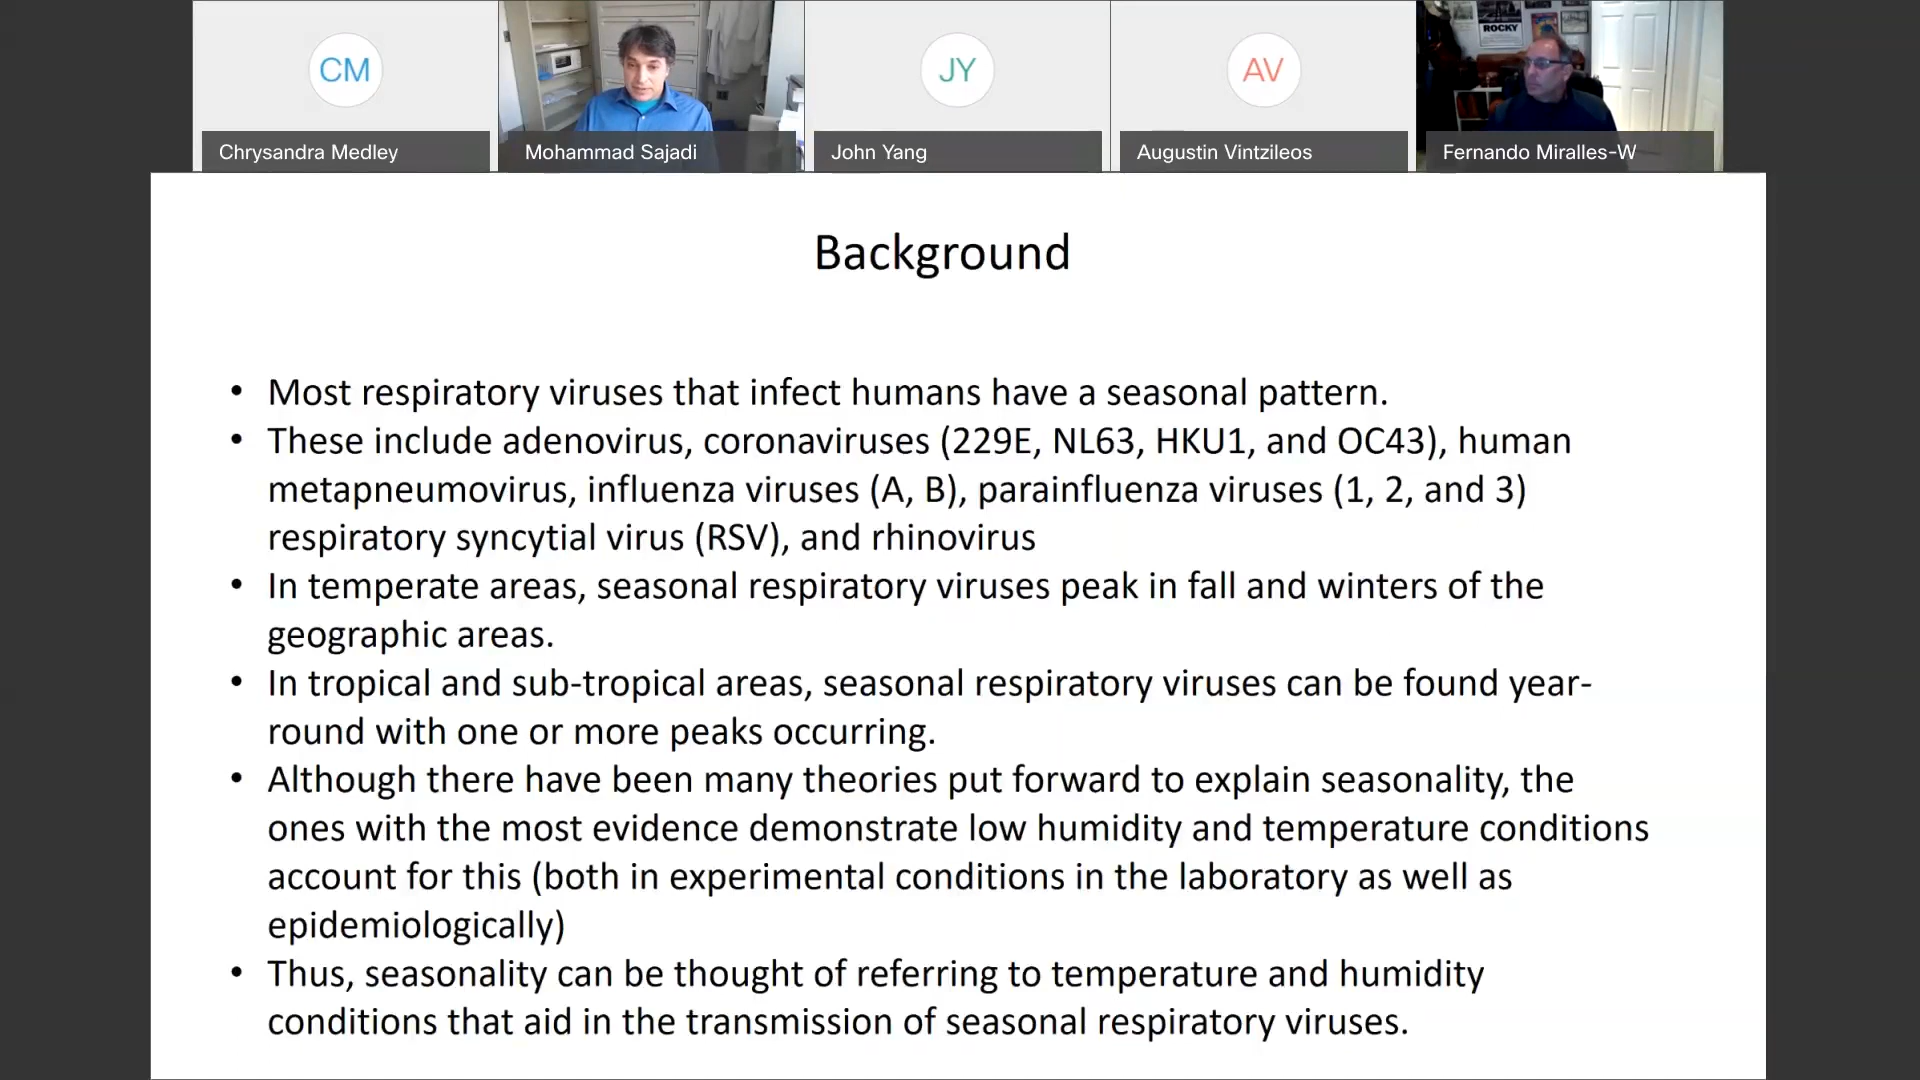 CM
JY
AV
ROCKY
Chrysandra Medley
Mohammad Sajadi
John Yang
Augustin Vintzileos
Fernando Miralles-W
Background
• Most respiratory viruses that infect humans have a seasonal pattern.
• These include adenovirus, coronaviruses (229E, NL63, HKU1, and OC43), human
metapneumovirus, influenza viruses (A, B), parainfluenza viruses (1, 2, and 3)
respiratory syncytial virus (RSV), and rhinovirus
• In temperate areas, seasonal respiratory viruses peak in fall and winters of the
geographic areas.
• In tropical and sub-tropical areas, seasonal respiratory viruses can be found year-
round with one or more peaks occurring.
• Although there have been many theories put forward to explain seasonality, the
ones with the most evidence demonstrate low humidity and temperature conditions
account for this (both in experimental conditions in the laboratory as well as
epidemiologically)
• Thus, seasonality can be thought of referring to temperature and humidity
conditions that aid in the transmission of seasonal respiratory viruses.